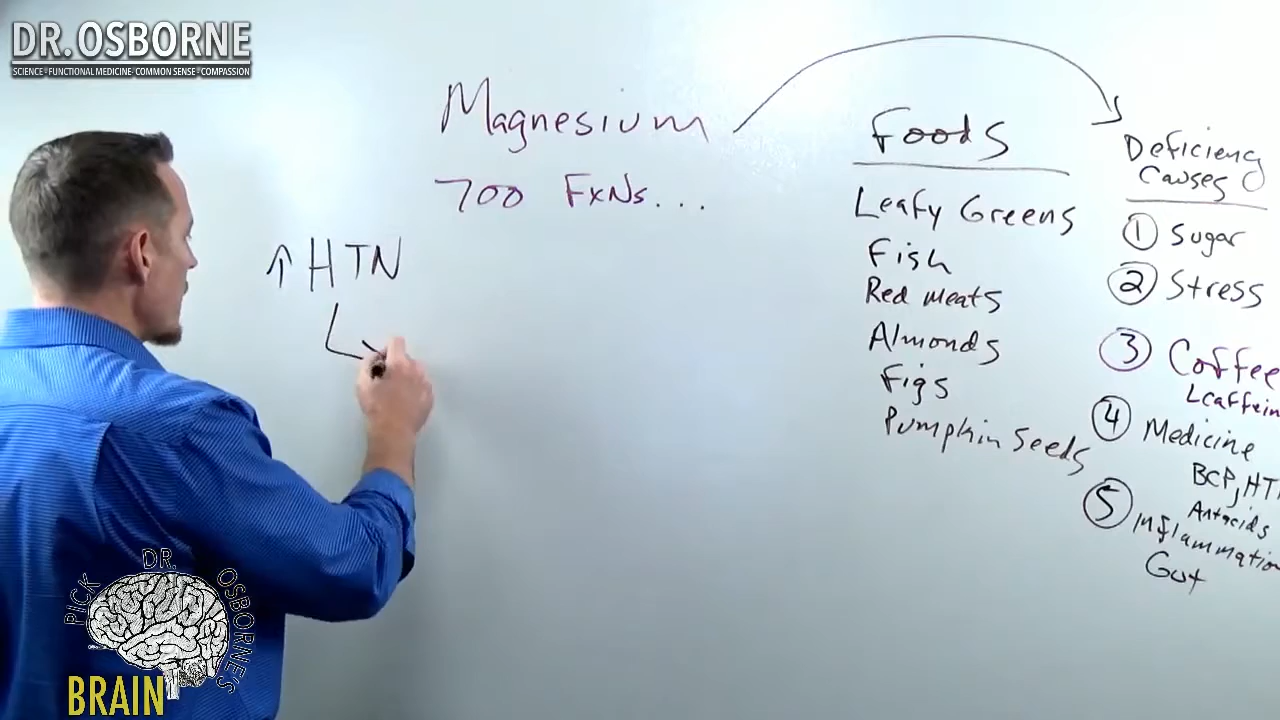 DR. OSBORNE
SCIENCE - FUNCTIONAL MEDICINE - COMMON SENSE - COMPASSION
Magnesium
700 FxNs...
↑ HTN
Foods
Leafy Greens
Fish
Red Meats
Almonds
Figs
Pumpkin Seeds
Deficiency
Causes
① Sugar
② Stress
③ Coffee
Lcaffein
④ Medicine
BCP, HT
Antacids
⑤ Inflammation
Gut
PICK DR. OSBORNE'S
BRAIN